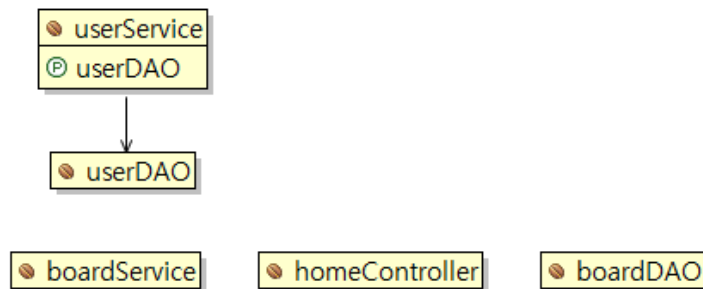 userService
userDAO
userDAO
boardService
homeController
boardDAO